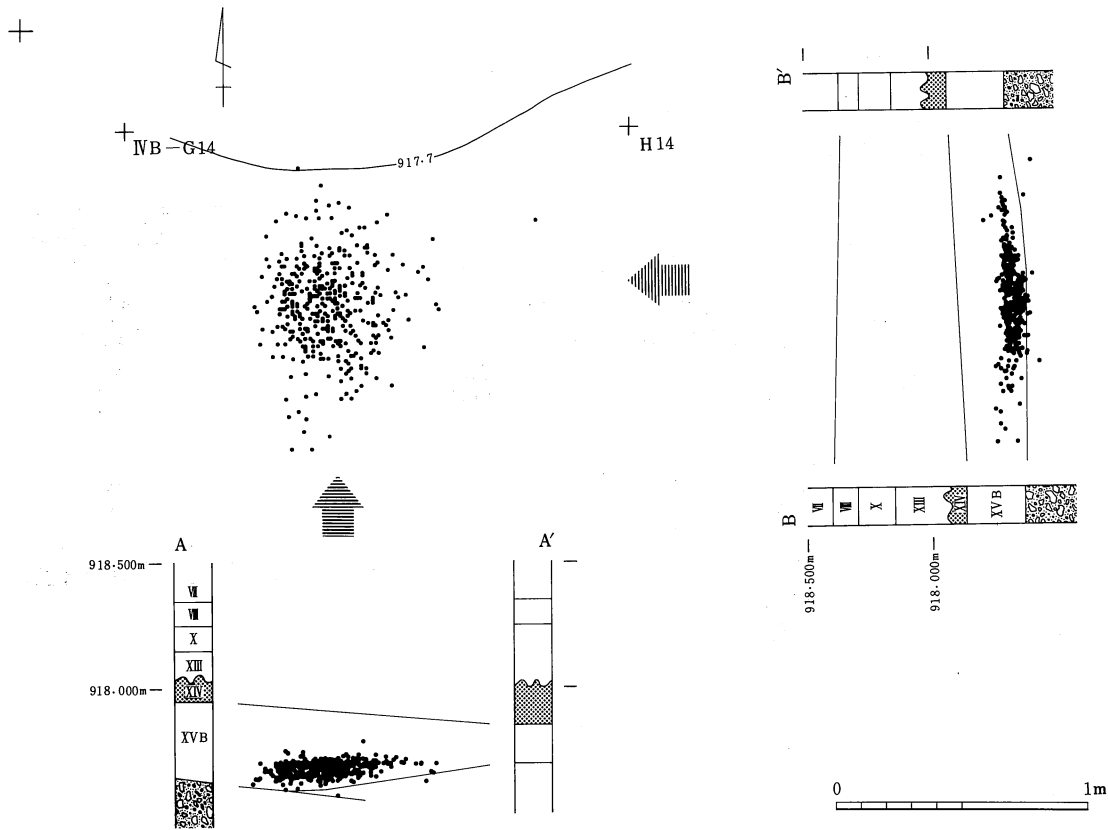 B′
ⅣB—G14
917.7
H14
B
Ⅶ
Ⅷ
Ⅹ
XIII
XIV
XVB
918.500m
918.000m
A
A′
918.500m
Ⅶ
Ⅷ
Ⅹ
XIII
918.000m
XIV
XVB
0
1m